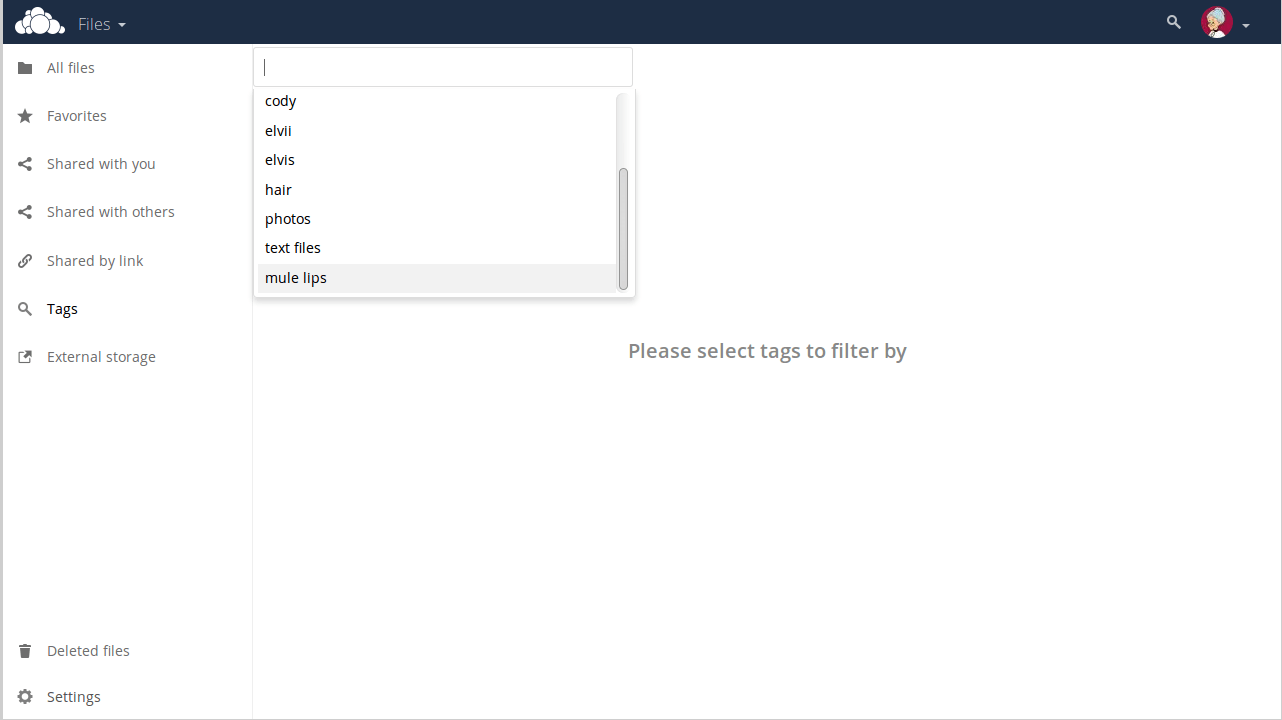 Files
All files
Favorites
Shared with you
Shared with others
Shared by link
Tags
External storage
Deleted files
Settings
cody
elvii
elvis
hair
photos
text files
mule lips
Please select tags to filter by